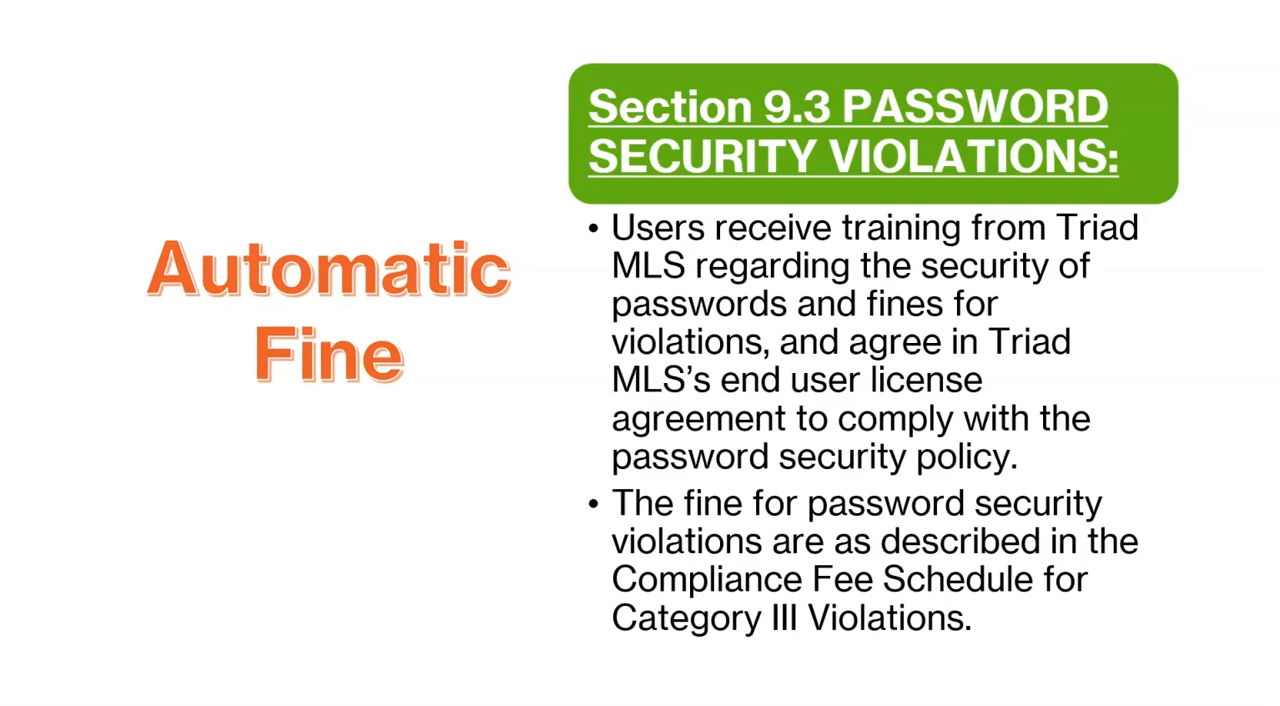 Automatic
Fine
Section 9.3 PASSWORD
SECURITY VIOLATIONS:
• Users receive training from Triad
MLS regarding the security of
passwords and fines for
violations, and agree in Triad
MLS’s end user license
agreement to comply with the
password security policy.
• The fine for password security
violations are as described in the
Compliance Fee Schedule for
Category III Violations.